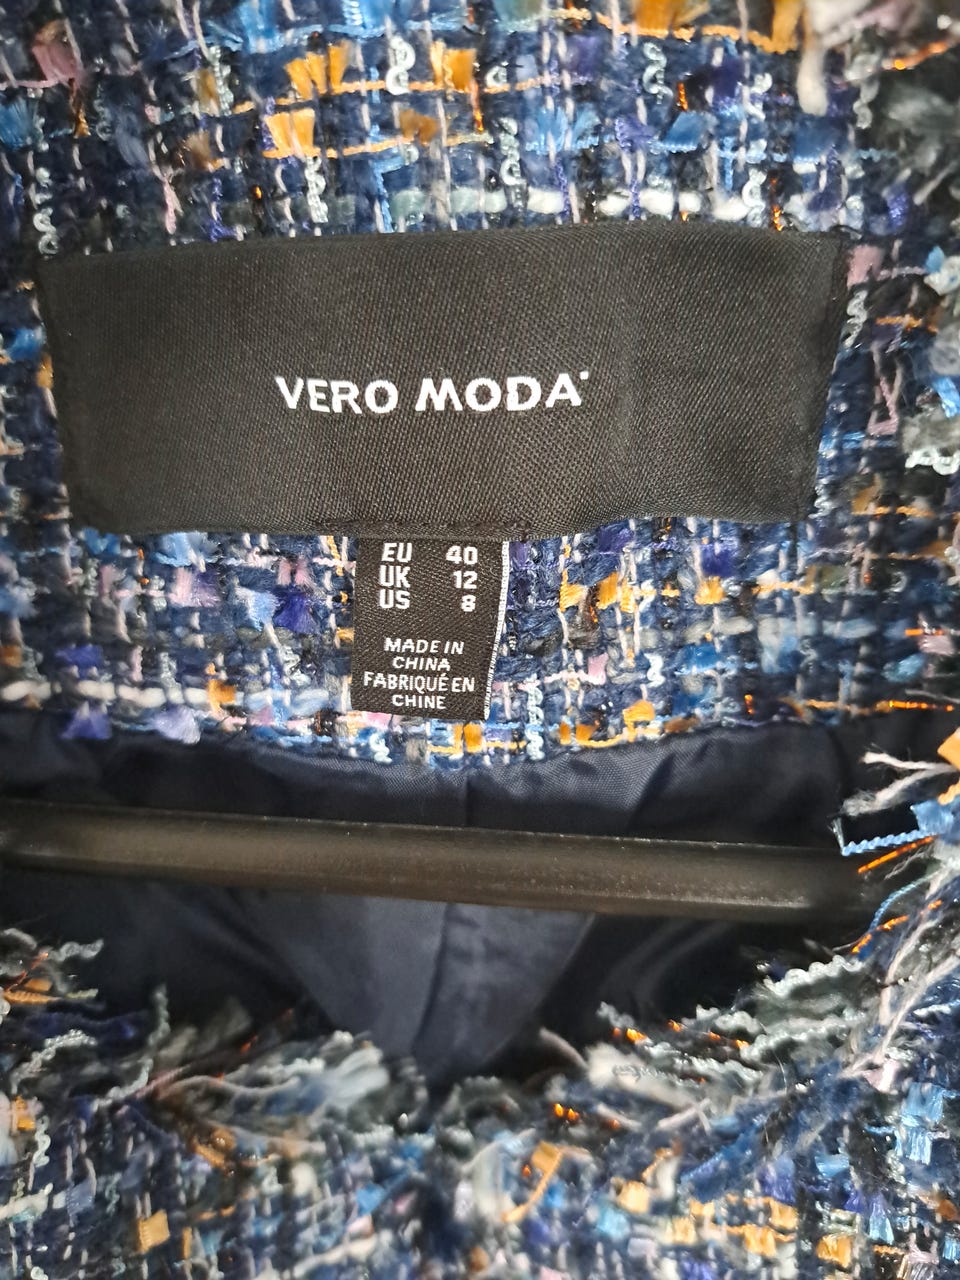 VERO MODA
EU 40
UK 12
US 8
MADE IN
CHINA
FABRIQUÉ EN
CHINE